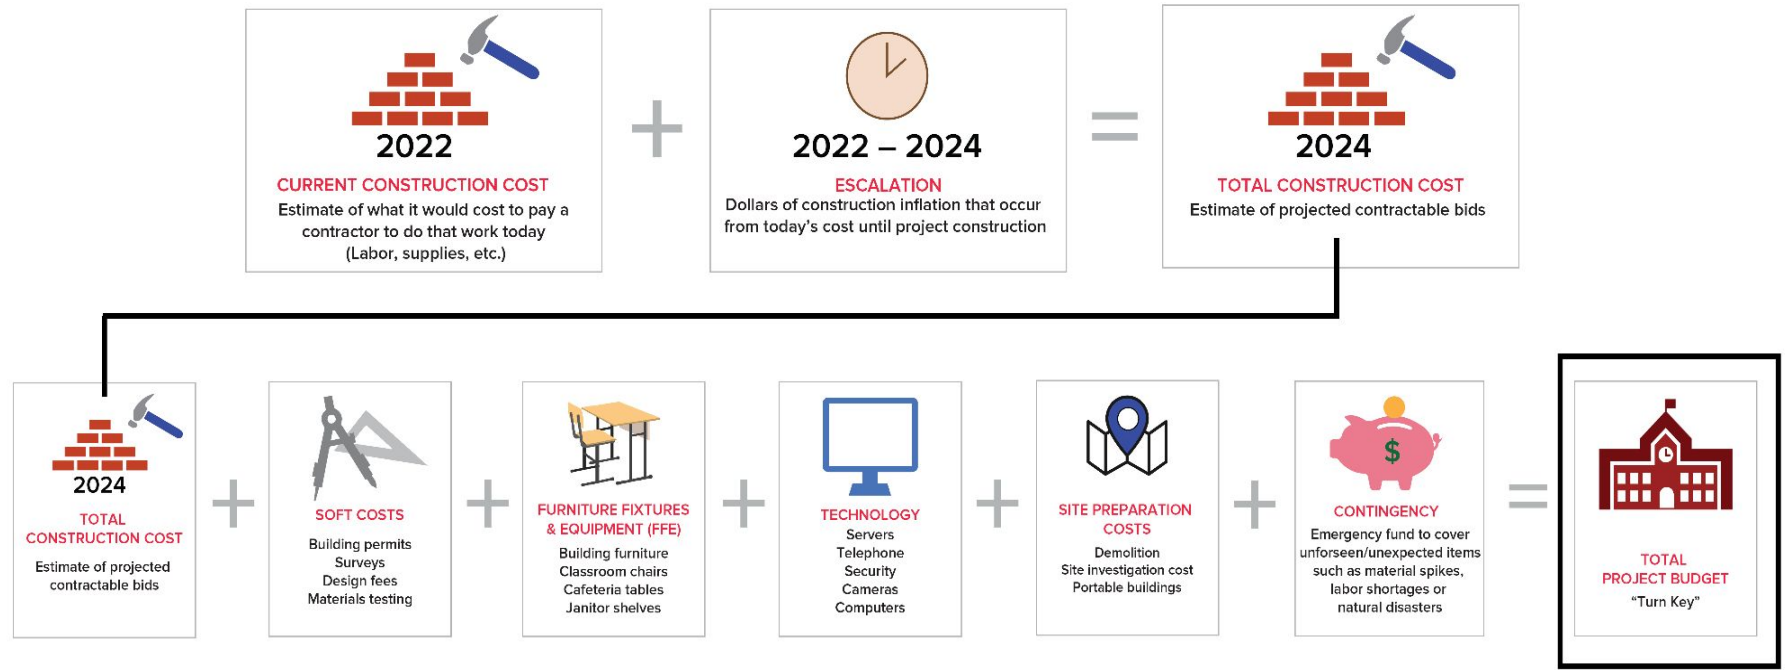 2022
CURRENT CONSTRUCTION COST
Estimate of what it would cost to pay a
contractor to do that work today
(Labor, supplies, etc.)
+
2022 – 2024
ESCALATION
Dollars of construction inflation that occur
from today's cost until project construction
=
2024
TOTAL CONSTRUCTION COST
Estimate of projected contractable bids
2024
TOTAL
CONSTRUCTION COST
Estimate of projected
contractable bids
+
SOFT COSTS
Building permits
Surveys
Design fees
Materials testing
+
FURNITURE FIXTURES
& EQUIPMENT (FFE)
Building furniture
Classroom chairs
Cafeteria tables
Janitor shelves
+
TECHNOLOGY
Servers
Telephone
Security
Cameras
Computers
+
SITE PREPARATION
COSTS
Demolition
Site investigation cost
Portable buildings
+
$
CONTINGENCY
Emergency fund to cover
unforseen/unexpected items
such as material spikes,
labor shortages or
natural disasters
=
TOTAL
PROJECT BUDGET
“Turn Key”